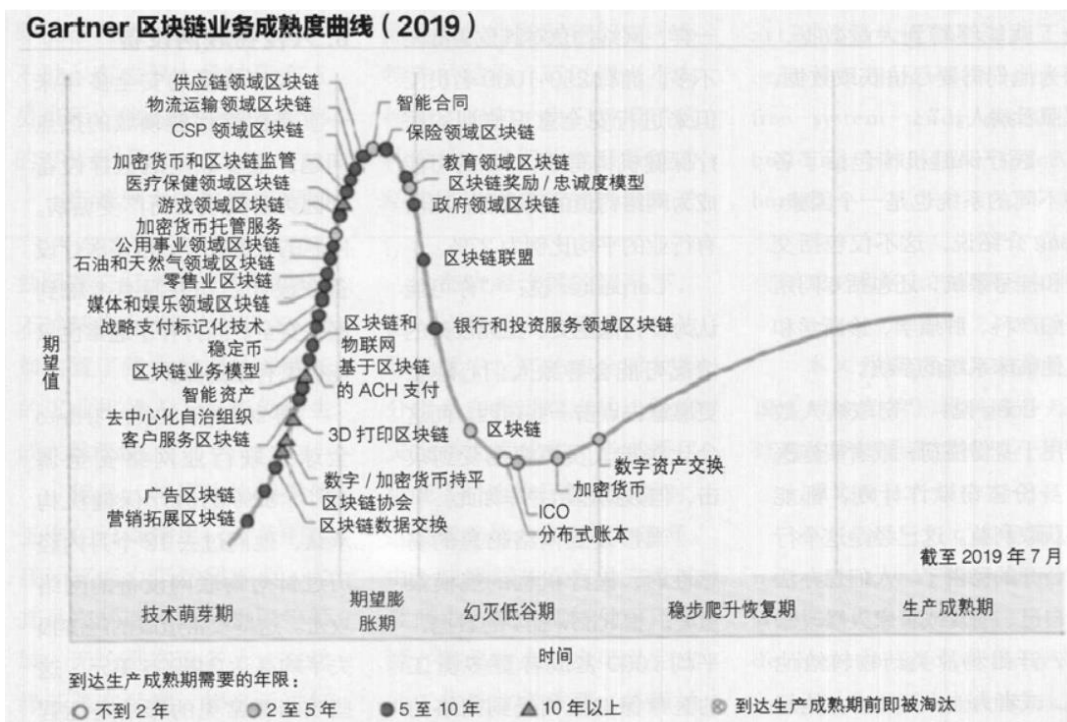 Gartner 区块链业务成熟度曲线（2019）
供应链领域区块链
物流运输领域区块链
CSP 领域区块链
加密货币和区块链监管
医疗保健领域区块链
游戏领域区块链
加密货币托管服务
公用事业领域区块链
石油和天然气领域区块链
零售业区块链
媒体和娱乐领域区块链
战略支付标记化技术
稳定币
区块链业务模型
智能资产
去中心化自治组织
客户服务区块链
广告区块链
营销拓展区块链
智能合同
保险领域区块链
教育领域区块链
区块链奖励 / 忠诚度模型
政府领域区块链
区块链联盟
银行和投资服务领域区块链
区块链和
物联网
基于区块链
的 ACH 支付
3D 打印区块链
数字 / 加密货币持平
区块链协会
区块链数据交换
区块链
数字资产交换
加密货币
ICO
分布式账本
期望值
截至 2019 年 7 月
技术萌芽期
期望膨
胀期
幻灭低谷期
稳步爬升恢复期
生产成熟期
时间
到达生产成熟期需要的年限：
不到 2 年
2 至 5 年
5 至 10 年
10 年以上
到达生产成熟期前即被淘汰